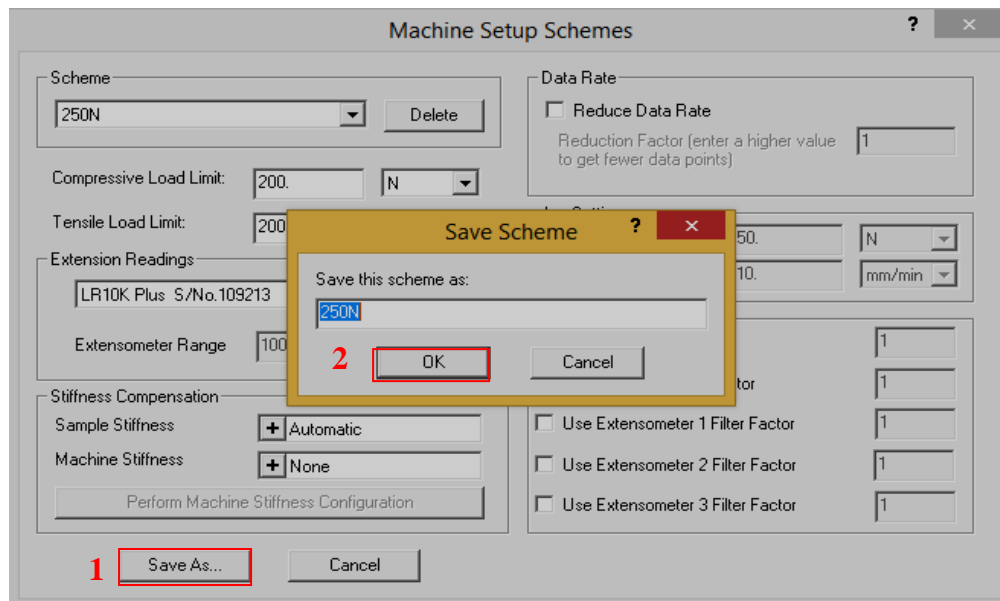 Machine Setup Schemes
?
Scheme
250N
Delete
Compressive Load Limit:
200.
N
Tensile Load Limit:
200
Extension Readings
LR10K Plus S/No.109213
Extensometer Range
100
Stiffness Compensation
Sample Stiffness
+ Automatic
Machine Stiffness
+ None
Perform Machine Stiffness Configuration
1
Save As...
Cancel
Data Rate
Reduce Data Rate
Reduction Factor (enter a higher value
to get fewer data points)
1
50.
N
10.
mm/min
1
tor
1
Use Extensometer 1 Filter Factor
1
Use Extensometer 2 Filter Factor
1
Use Extensometer 3 Filter Factor
1
Save Scheme
?
Save this scheme as:
250N
2
OK
Cancel